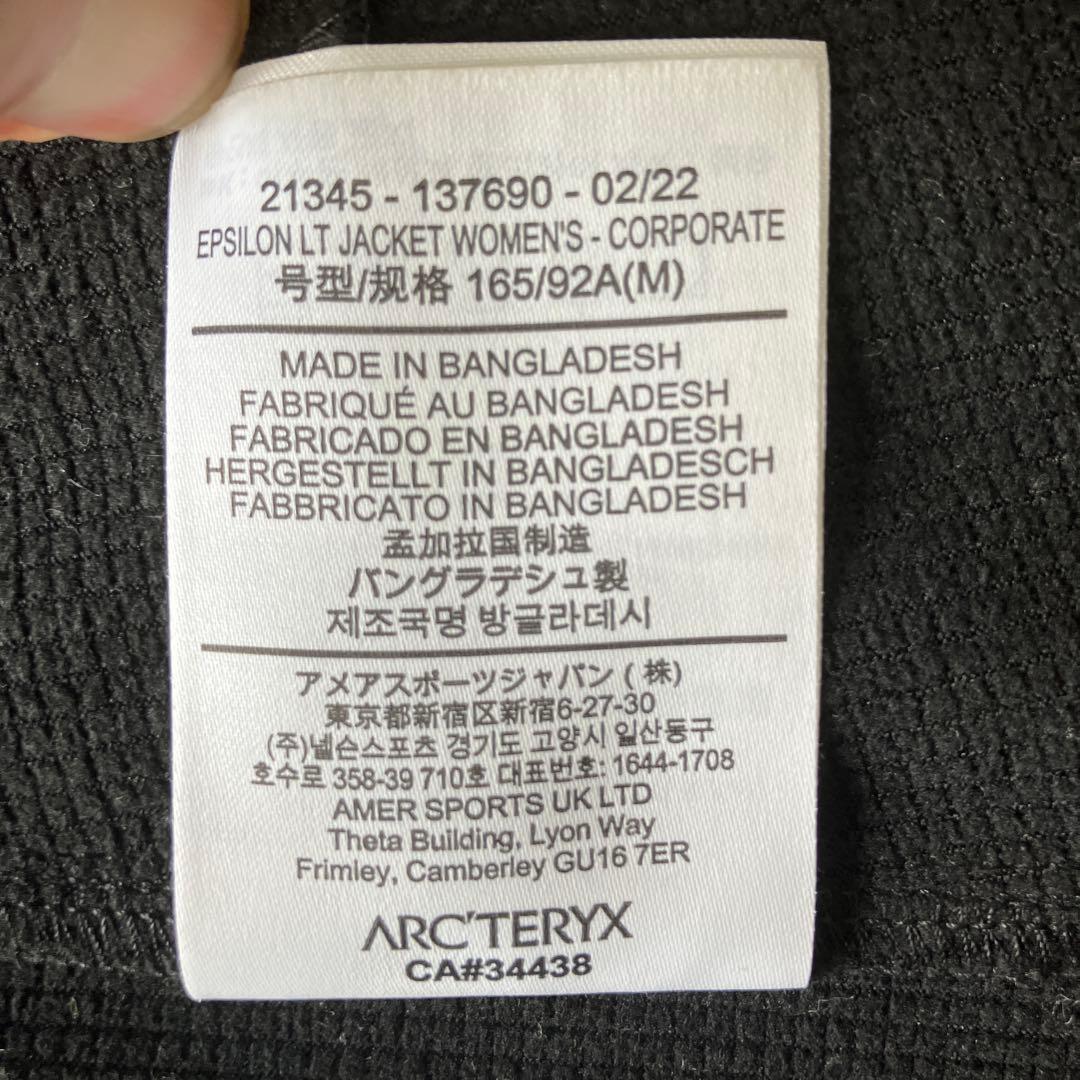 21345 - 137690 - 02/22
EPSILON LT JACKET WOMEN'S - CORPORATE
号型/规格 165/92A(M)
MADE IN BANGLADESH
FABRIQUÉ AU BANGLADESH
FABRICADO EN BANGLADESH
HERGESTELLT IN BANGLADESCH
FABBRICATO IN BANGLADESH
孟加拉国制造
バングラデシュ製
제조국명 방글라데시
アメアスポーツジャパン ( 株)
東京都新宿区新宿6-27-30
(주)넬슨스포츠 경기도 고양시 일산동구
호수로 358-39 710호 대표번호: 1644-1708
AMER SPORTS UK LTD
Theta Building, Lyon Way
Frimley, Camberley GU16 7ER
ARC'TERYX
CA#34438